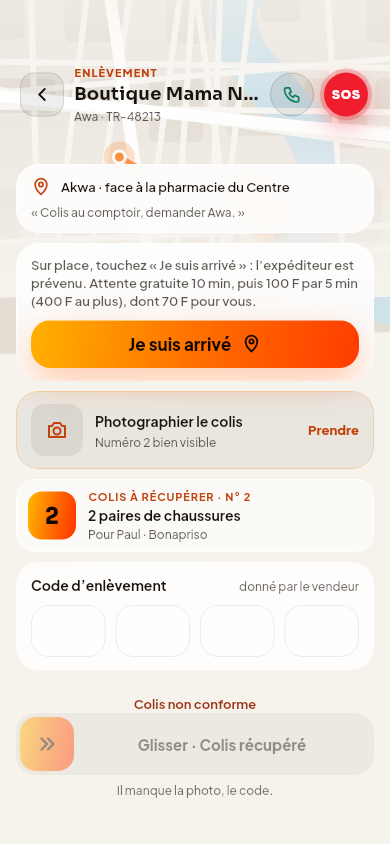 ENLÈVEMENT
Boutique Mama N…
Awa · TR-48213
SOS
Akwa · face à la pharmacie du Centre
« Colis au comptoir, demander Awa. »
Sur place, touchez « Je suis arrivé » : l’expéditeur est
prévenu. Attente gratuite 10 min, puis 100 F par 5 min
(400 F au plus), dont 70 F pour vous.
Je suis arrivé
Photographier le colis
Numéro 2 bien visible
Prendre
COLIS À RÉCUPÉRER · N° 2
2
2 paires de chaussures
Pour Paul · Bonapriso
Code d’enlèvement
donné par le vendeur
Colis non conforme
Glisser · Colis récupéré
Il manque la photo, le code.